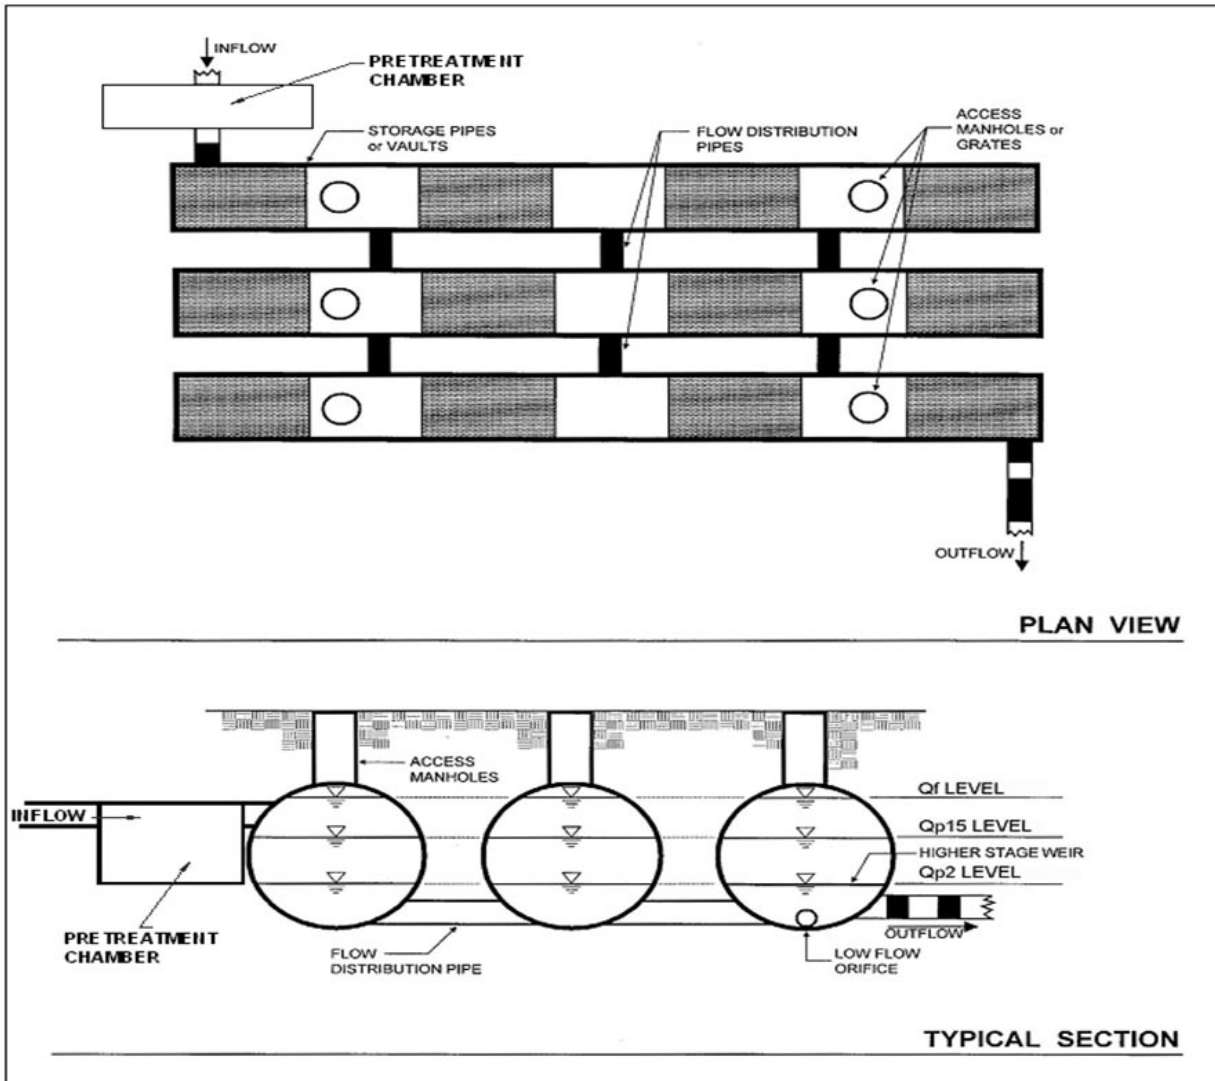 INFLOW
PRETREATMENT
CHAMBER
STORAGE PIPES
or VAULTS
FLOW DISTRIBUTION
PIPES
ACCESS
MANHOLES or
GRATES
OUTFLOW
PLAN VIEW
ACCESS
MANHOLES
Qf LEVEL
INFLOW
Qp15 LEVEL
HIGHER STAGE WEIR
Qp2 LEVEL
PRETREATMENT
CHAMBER
FLOW
DISTRIBUTION PIPE
OUTFLOW
LOW FLOW
ORIFICE
TYPICAL SECTION